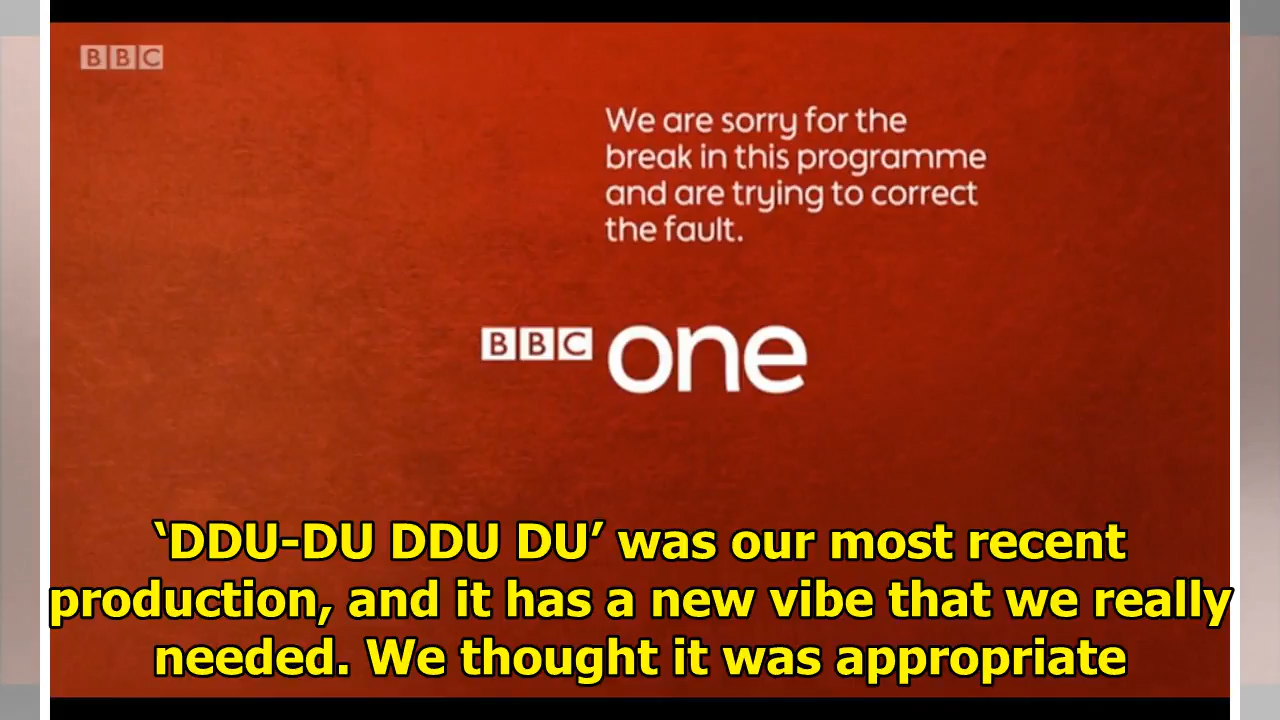 BBC
We are sorry for the
break in this programme
and are trying to correct
the fault.
BBC one
‘DDU-DU DDU DU’ was our most recent
production, and it has a new vibe that we really
needed. We thought it was appropriate